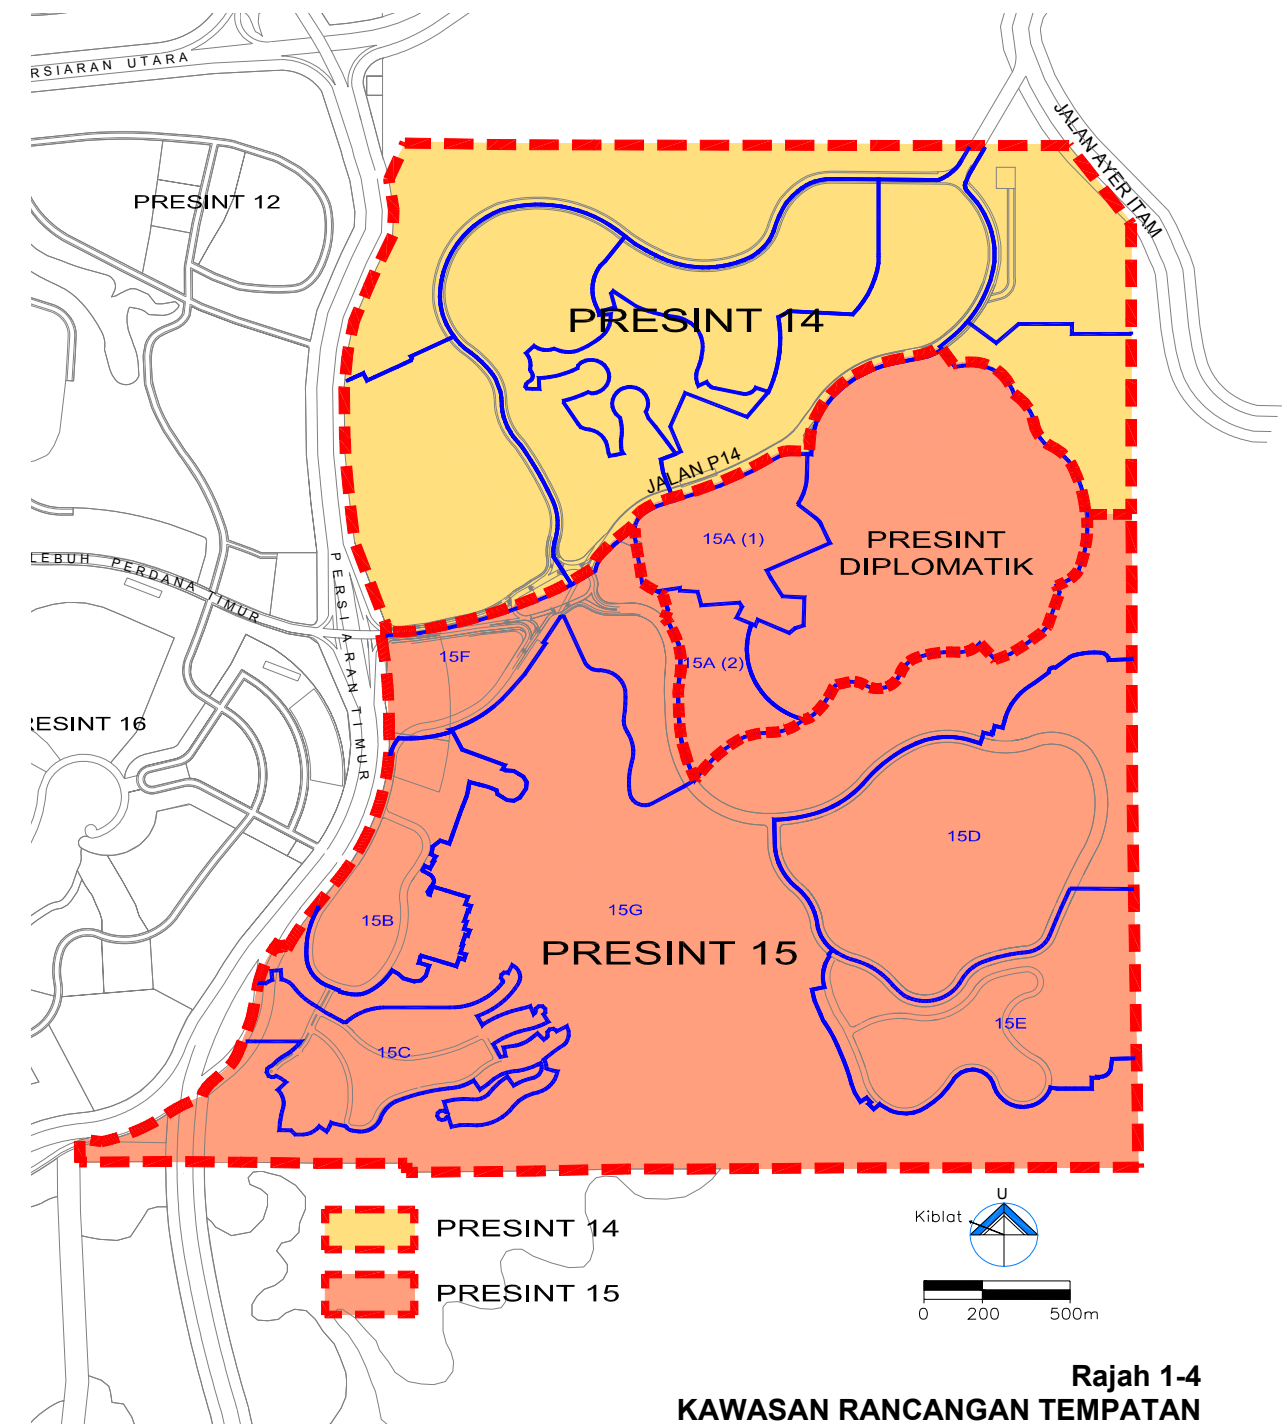 RSIARAN UTARA
JALAN AYER ITAM
PRESINT 12
PRESINT 14
JALAN P14
15A (1)
PRESINT
DIPLOMATIK
LEBUH PERDANA TIMUR
PERSIARAN TIMUR
15F
15A (2)
RESINT 16
15D
15G
15B
PRESINT 15
15E
15C
U
Kiblat
PRESINT 14
PRESINT 15
0 200 500m
Rajah 1-4
KAWASAN RANCANGAN TEMPATAN